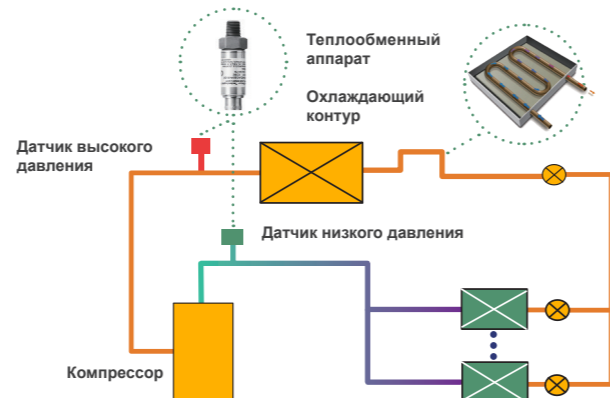 Теплообменный
аппарат
Охлаждающий
контур
Датчик высокого
давления
Датчик низкого давления
Компрессор